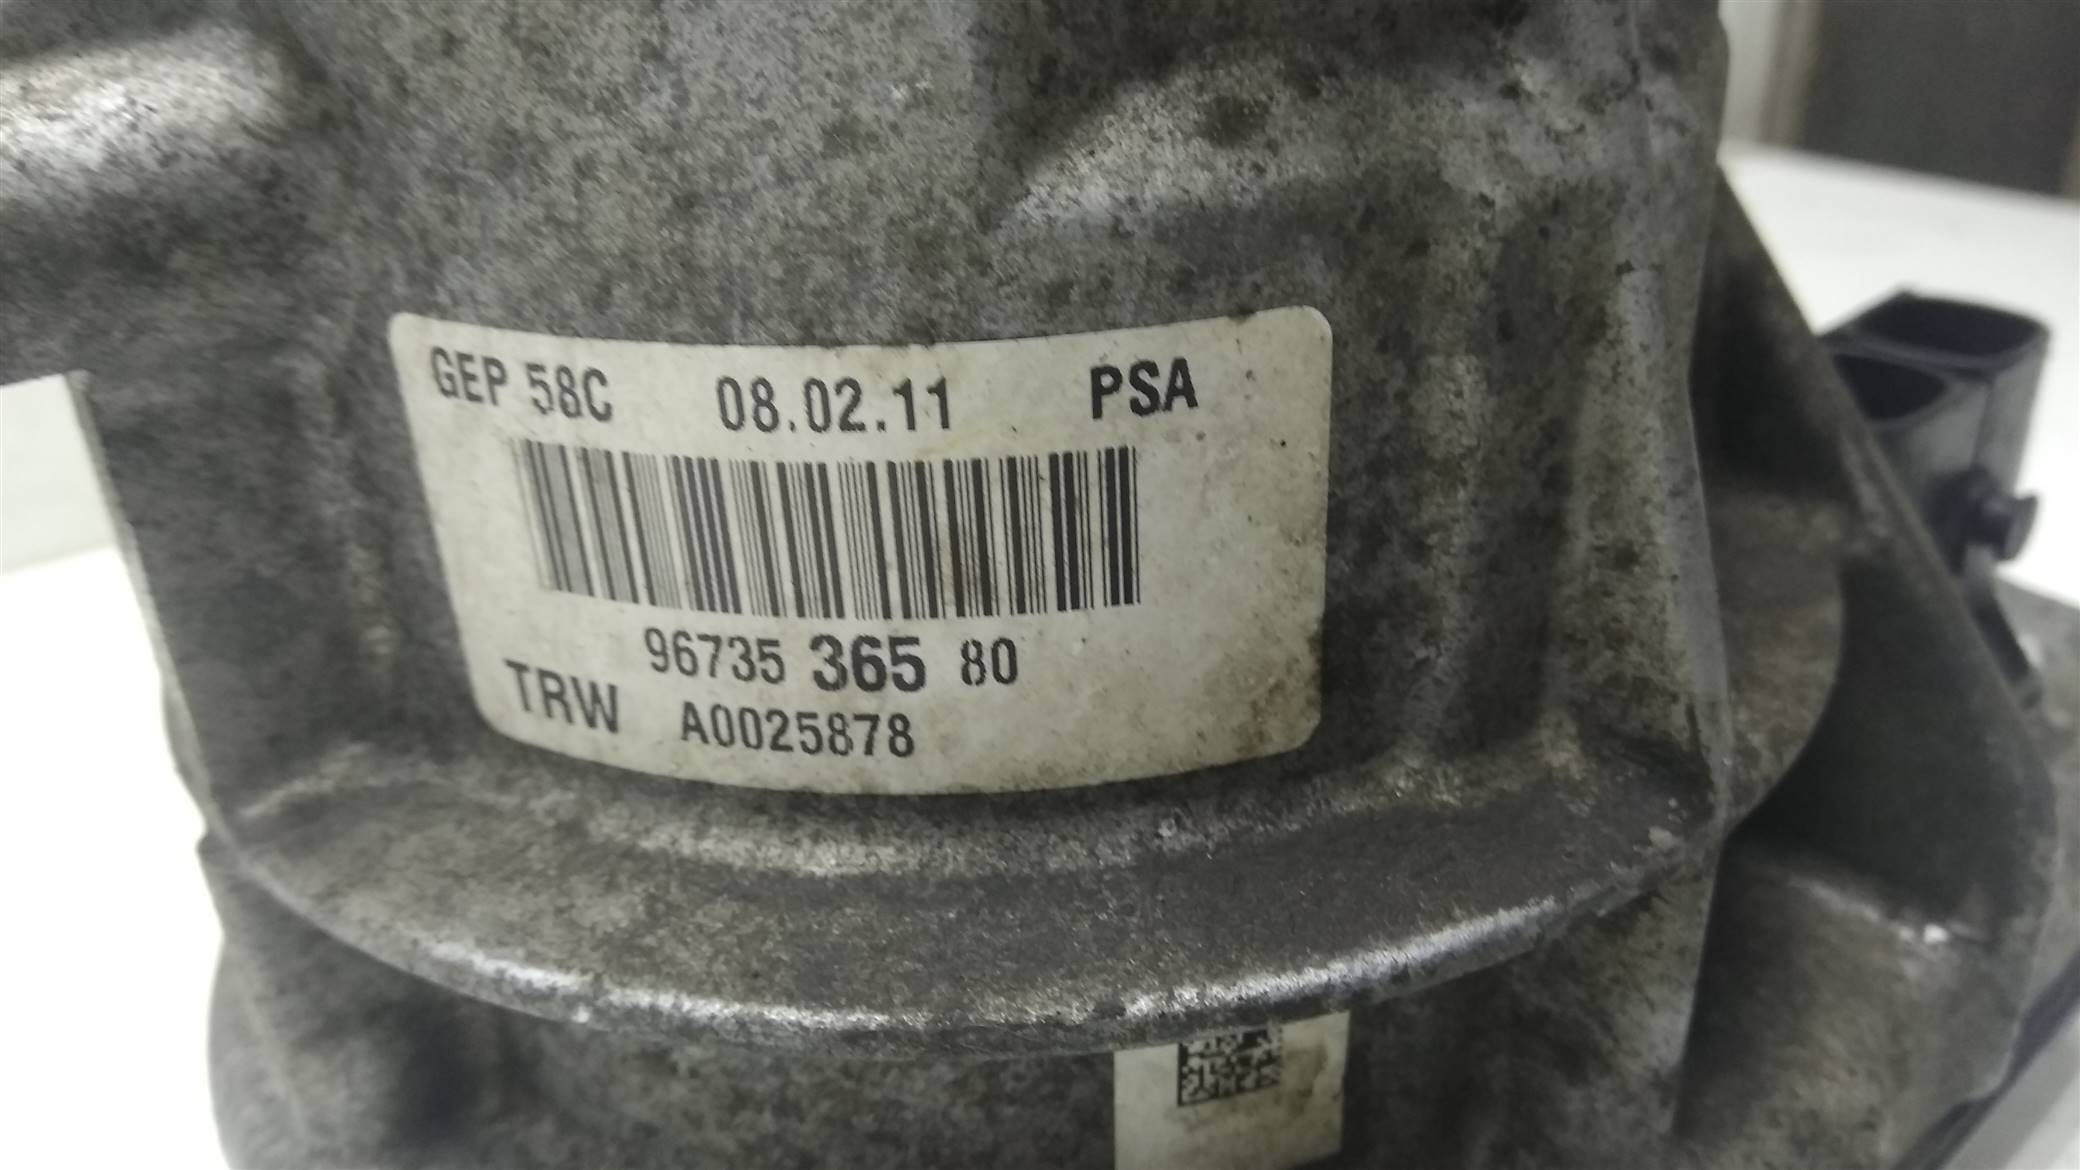 GEP 58C 08.02.11 PSA
96735 365 80
TRW A0025878